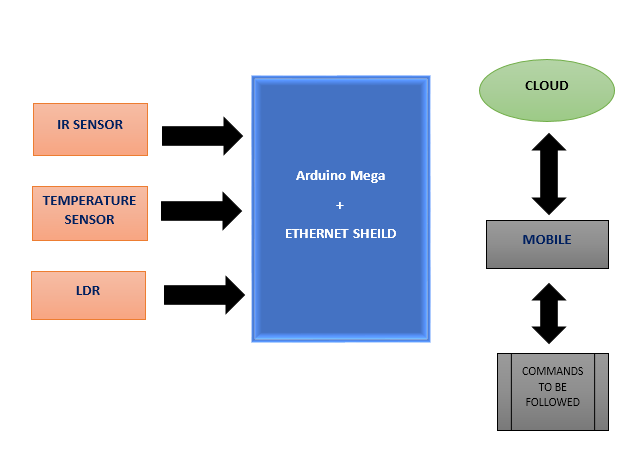 IR SENSOR
TEMPERATURE
SENSOR
LDR
Arduino Mega
+
ETHERNET SHEILD
CLOUD
MOBILE
COMMANDS
TO BE
FOLLOWED